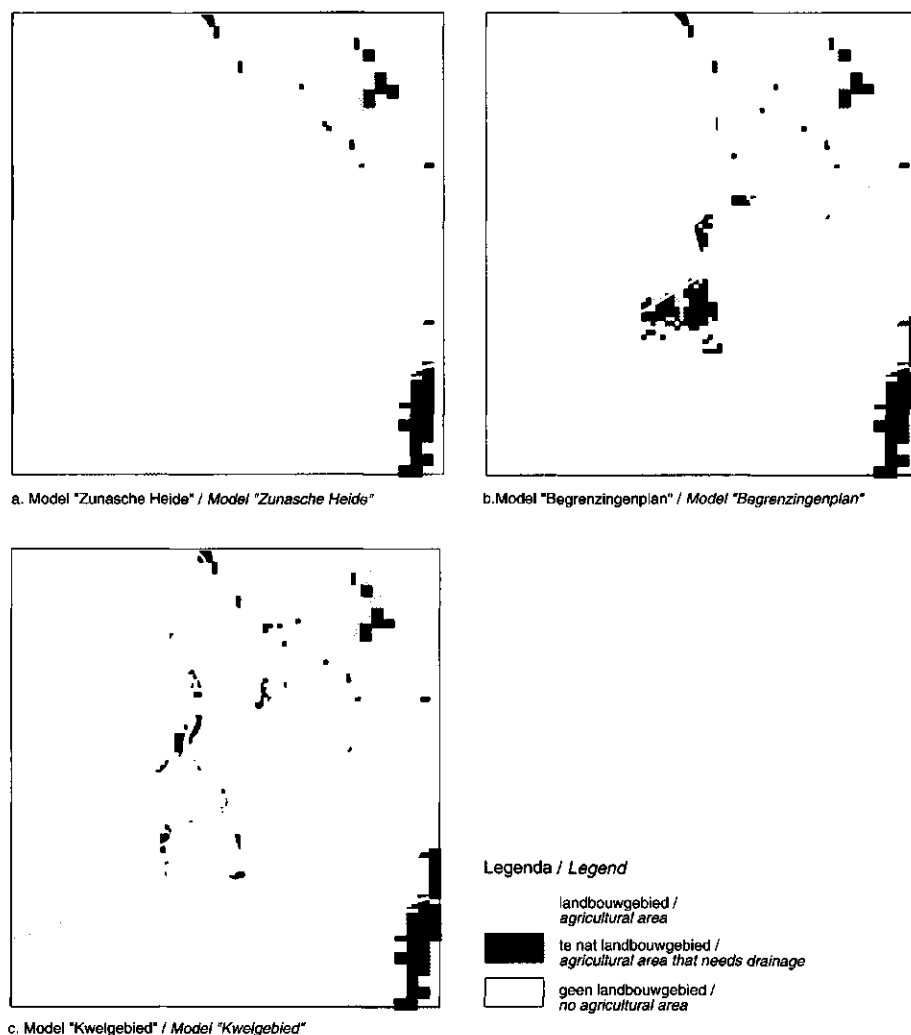 a. Model "Zunasche Heide" / Model "Zunasche Heide"
b.Model "Begrenzingenplan" / Model "Begrenzingenplan"
c. Model "Kwelgebied" / Model "Kwelgebied"
Legenda / Legend
landbouwgebied /
agricultural area
te nat landbouwgebied /
agricultural area that needs drainage
geen landbouwgebied /
no agricultural area